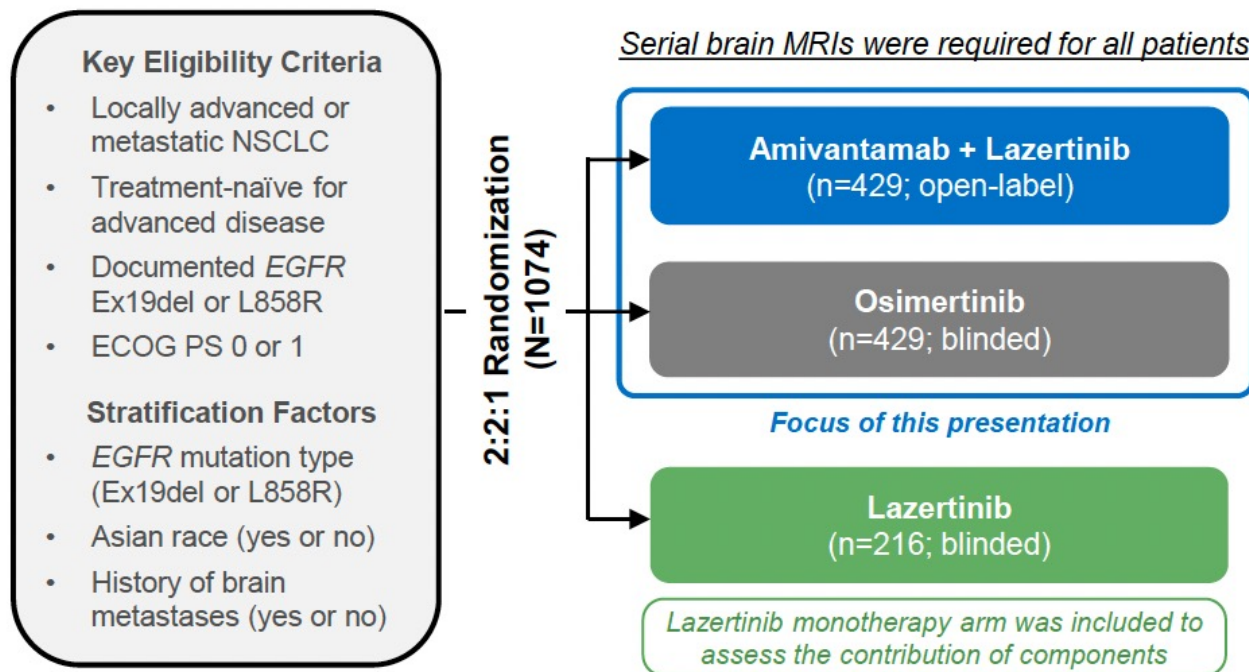 Key Eligibility Criteria
• Locally advanced or
metastatic NSCLC
• Treatment-naïve for
advanced disease
• Documented EGFR
Ex19del or L858R
• ECOG PS 0 or 1
Stratification Factors
• EGFR mutation type
(Ex19del or L858R)
• Asian race (yes or no)
• History of brain
metastases (yes or no)
2:2:1 Randomization
(N=1074)
Serial brain MRIs were required for all patients
Amivantamab + Lazertinib
(n=429; open-label)
Osimertinib
(n=429; blinded)
Focus of this presentation
Lazertinib
(n=216; blinded)
Lazertinib monotherapy arm was included to
assess the contribution of components